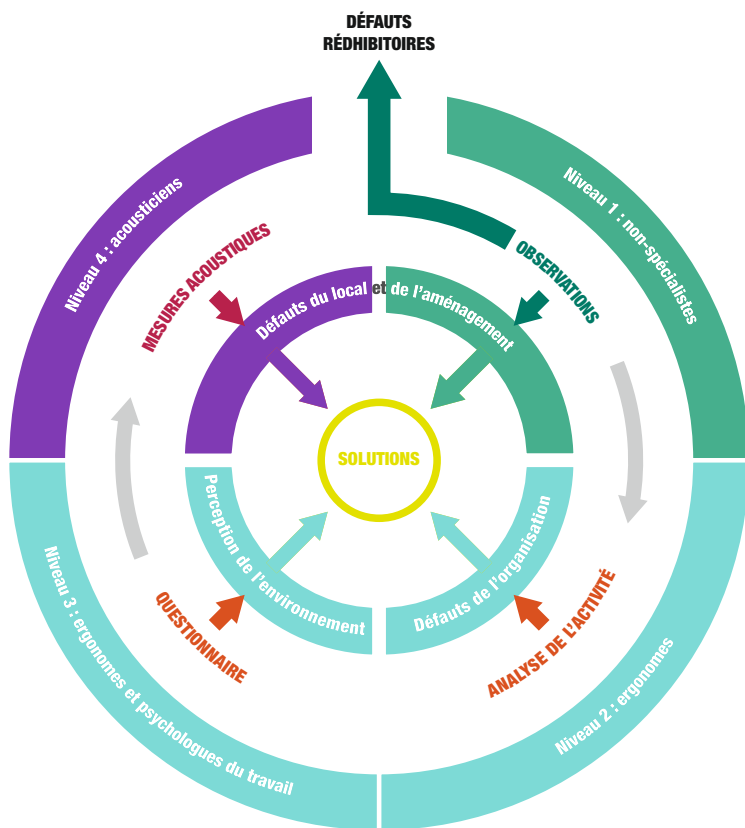 DÉFAUTS
RÉDHIBITOIRES
Niveau 4 : acousticiens
Niveau 1 : non-spécialistes
MESURES ACOUSTIQUES
OBSERVATIONS
Défauts du local et de l'aménagement
SOLUTIONS
Perception de l'environnement
Défauts de l'organisation
QUESTIONNAIRE
ANALYSE DE L'ACTIVITÉ
Niveau 3 : ergonomes et psychologues du travail
Niveau 2 : ergonomes